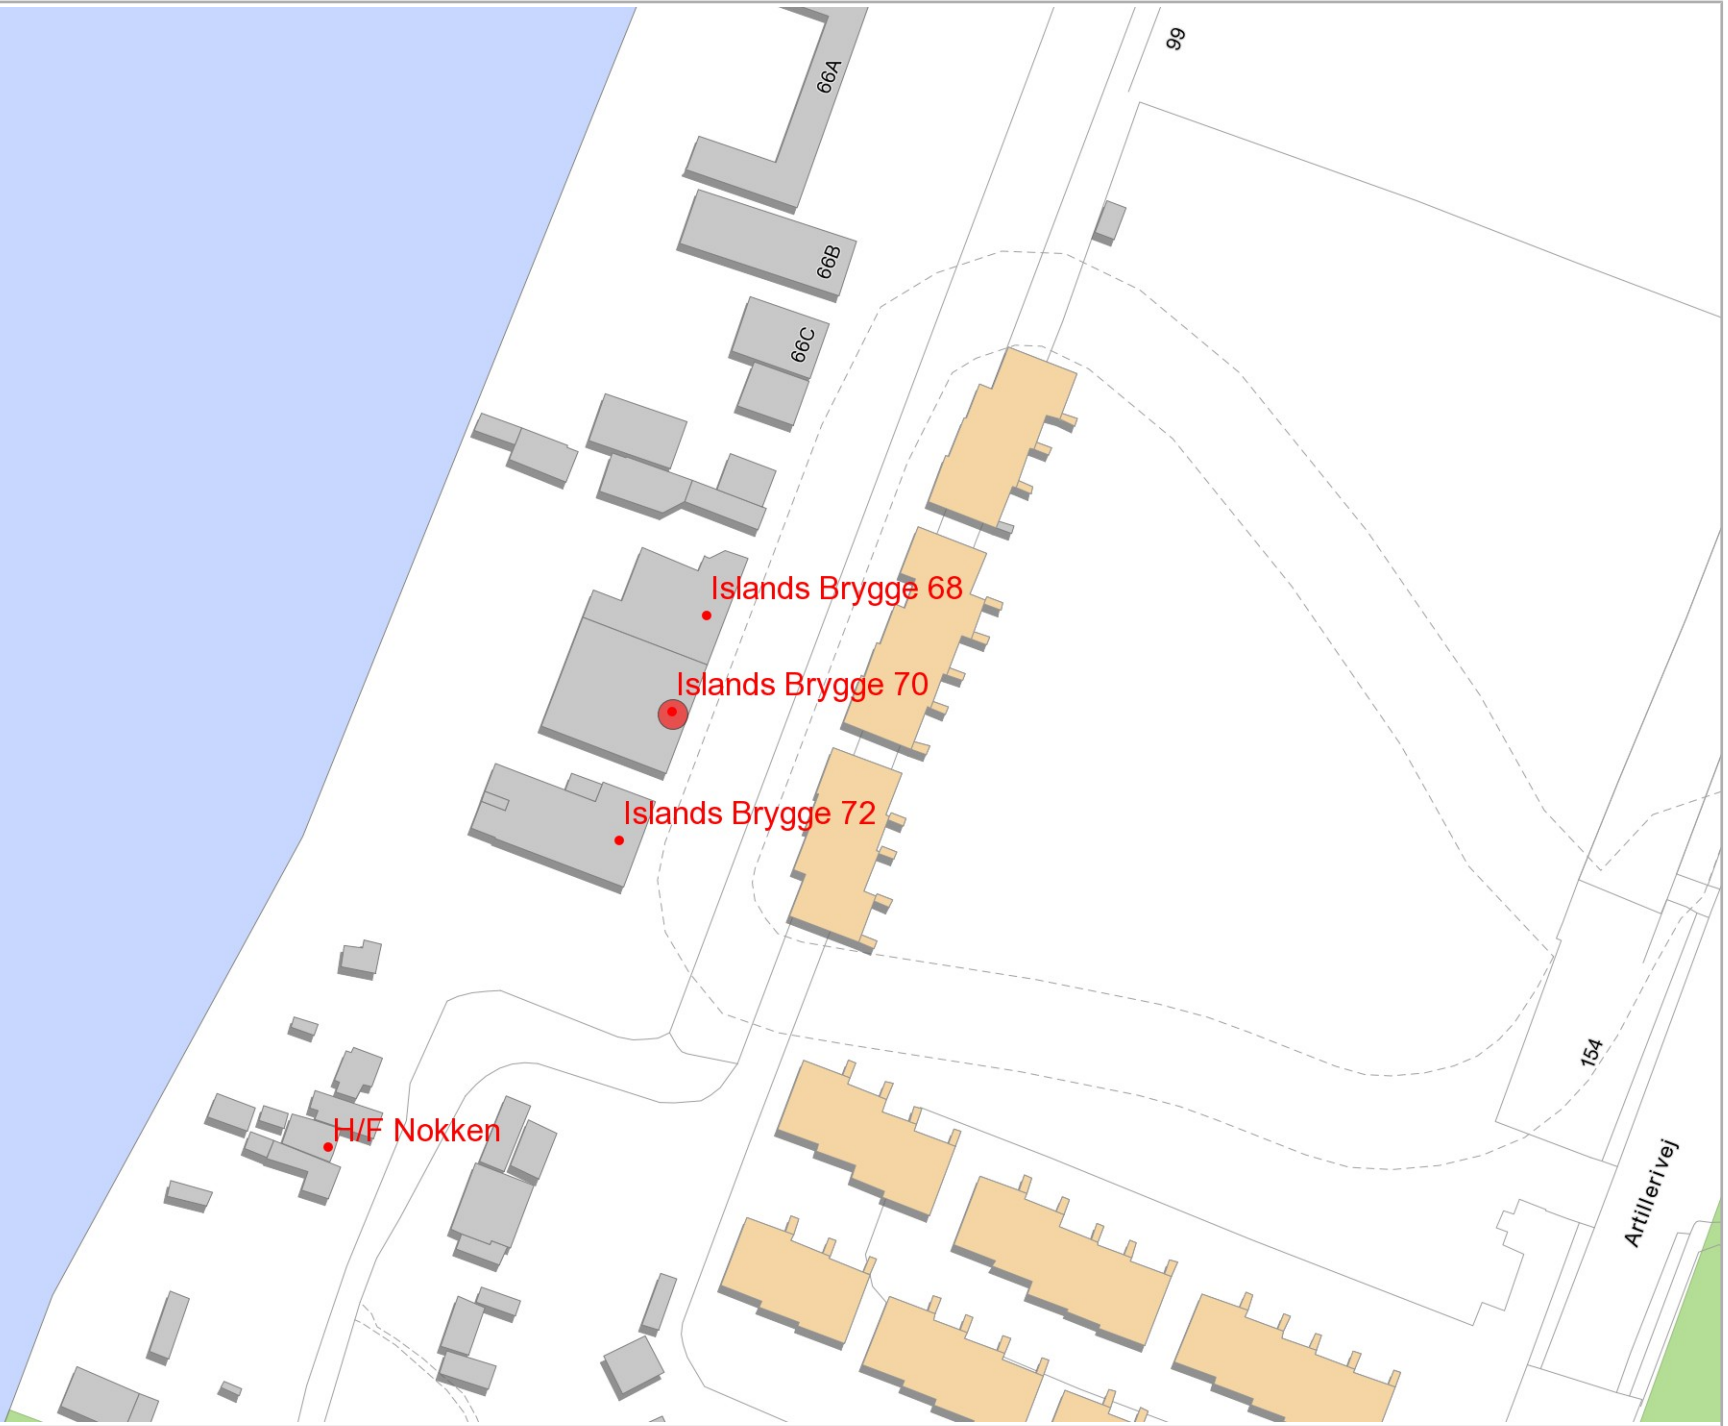 99
66A
66B
66C
Islands Brygge 68
Islands Brygge 70
Islands Brygge 72
154
H/F Nokken
Artillerivej